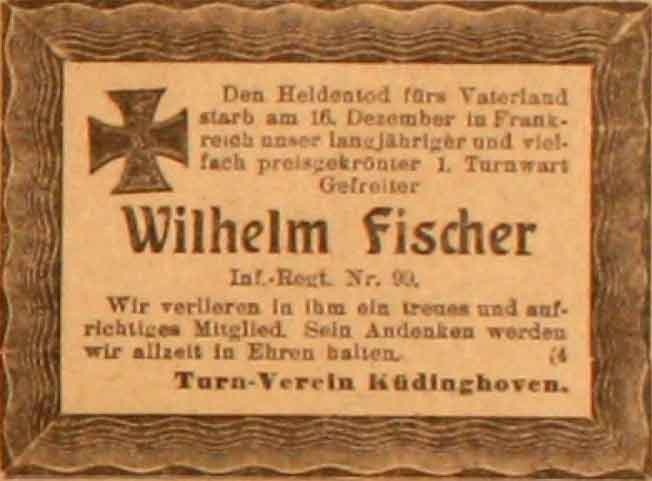 Den Heldentod fürs Vaterland
starb am 16. Dezember in Frank-
reich unser langjähriger und viel-
fach preisgekrönter 1. Turnwart
Gefreiter
Wilhelm Fischer
Inf.-Regt. Nr. 99.
Wir verlieren in ihm ein treues und auf-
richtiges Mitglied. Sein Andenken werden
wir allzeit in Ehren halten. (4
Turn-Verein Küdinghoven.